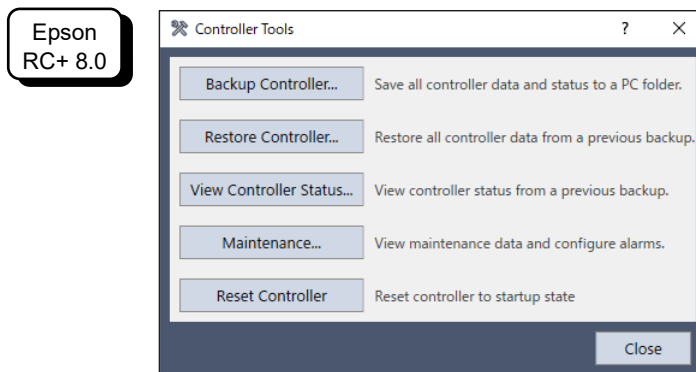 Epson
RC+ 8.0
Controller Tools
?
Backup Controller...
Save all controller data and status to a PC folder.
Restore Controller...
Restore all controller data from a previous backup.
View Controller Status...
View controller status from a previous backup.
Maintenance...
View maintenance data and configure alarms.
Reset Controller
Reset controller to startup state
Close